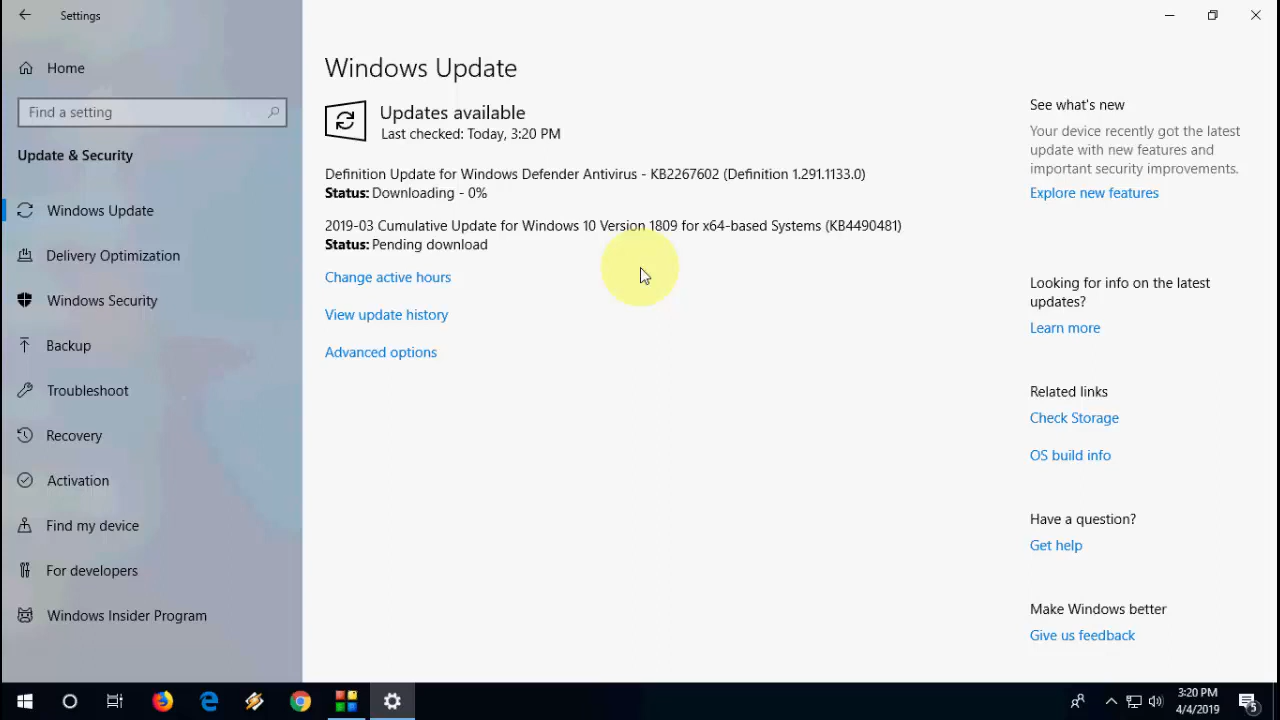 Settings
Home
Find a setting
Update & Security
Windows Update
Delivery Optimization
Windows Security
Backup
Troubleshoot
Recovery
Activation
Find my device
For developers
Windows Insider Program
Windows Update
Updates available
Last checked: Today, 3:20 PM
Definition Update for Windows Defender Antivirus - KB2267602 (Definition 1.291.1133.0)
Status: Downloading - 0%
2019-03 Cumulative Update for Windows 10 Version 1809 for x64-based Systems (KB4490481)
Status: Pending download
Change active hours
View update history
Advanced options
See what's new
Your device recently got the latest
update with new features and
important security improvements.
Explore new features
Looking for info on the latest
updates?
Learn more
Related links
Check Storage
OS build info
Have a question?
Get help
Make Windows better
Give us feedback
3:20 PM
4/4/2019
5